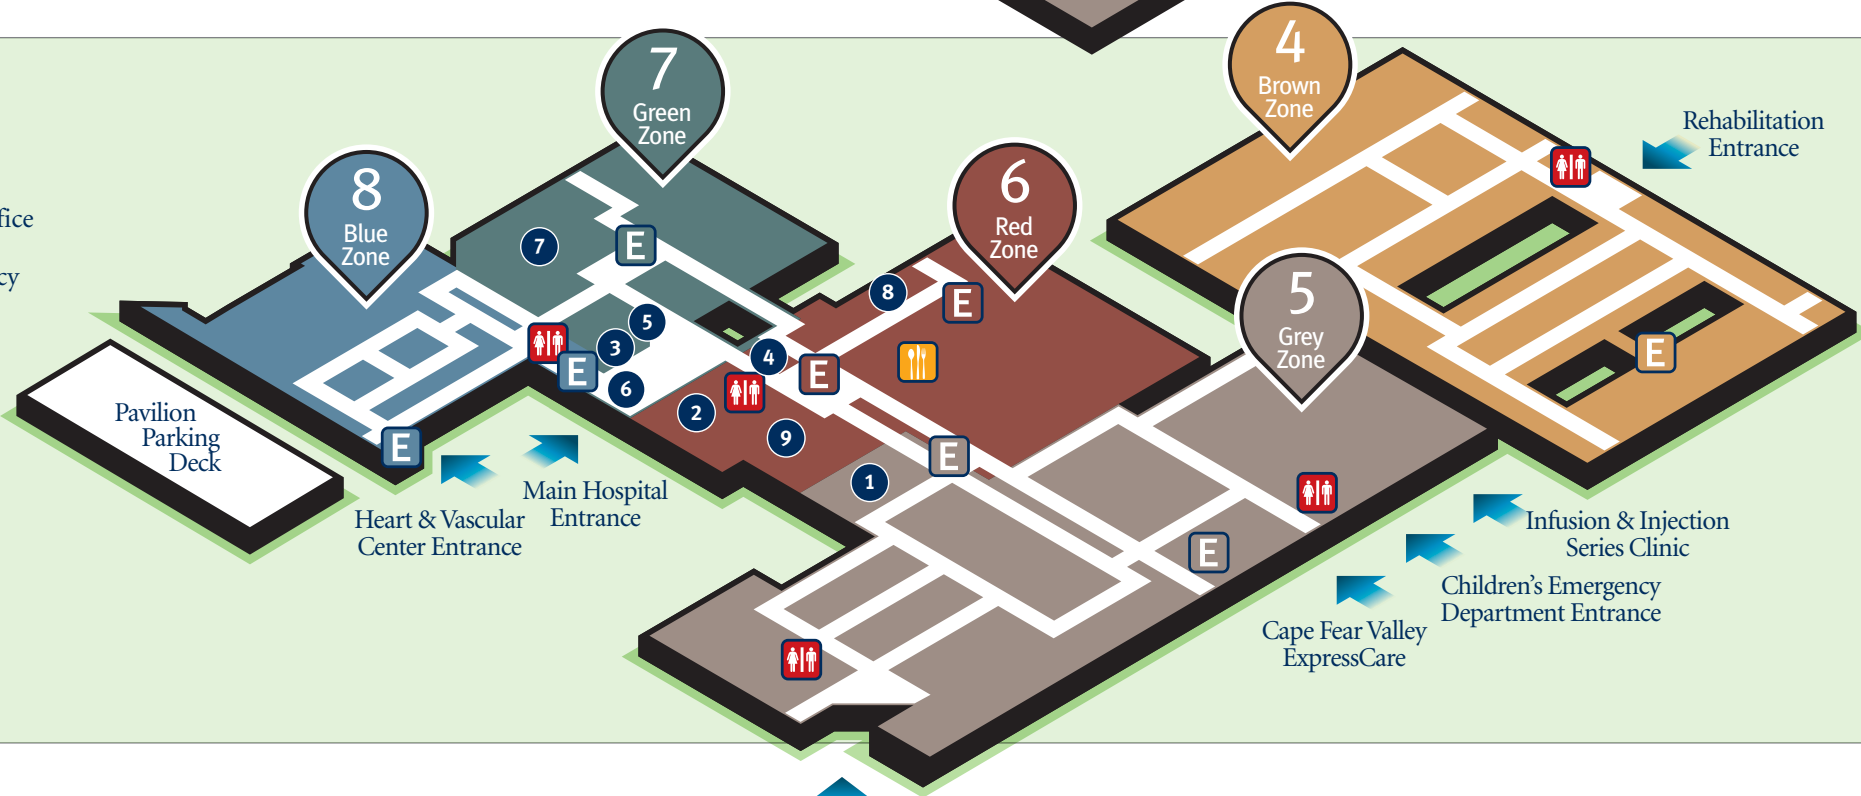 4
Brown
Zone
7
Green
Zone
Rehabilitation
Entrance
6
Red
Zone
8
Blue
Zone
fice
cy
7
E
5
Grey
Zone
8
E
5
3
4
E
E
E
6
2
9
E
E
1
E
Pavilion
Parking
Deck
Main Hospital
Entrance
Heart & Vascular
Center Entrance
Infusion & Injection
Series Clinic
Children’s Emergency
Department Entrance
Cape Fear Valley
ExpressCare